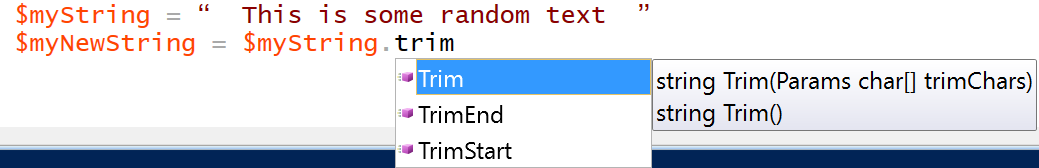 $myString = “  This is some random text  ”
$myNewString = $myString.trim
Trim
TrimEnd
TrimStart
string Trim(Params char[] trimChars)
string Trim()